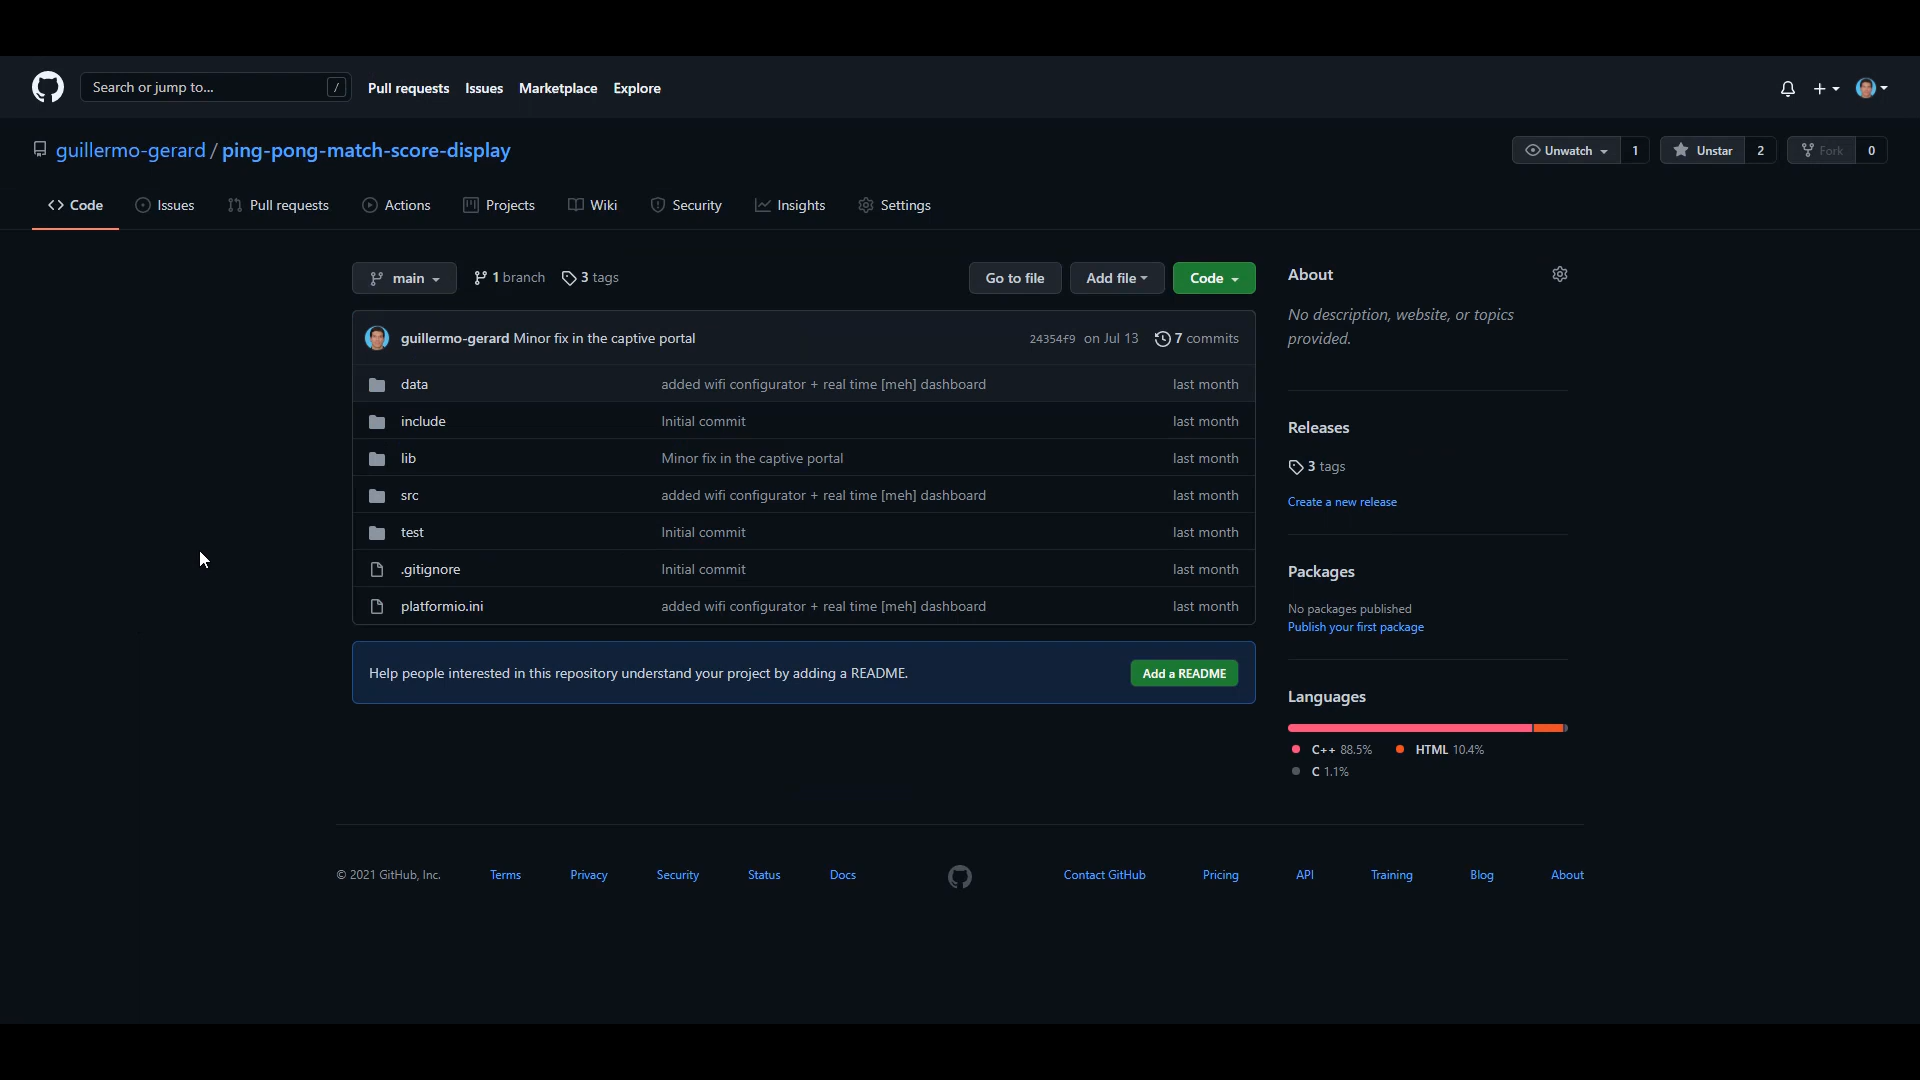 Search or jump to... /
Pull requests Issues Marketplace Explore
guillermo-gerard / ping-pong-match-score-display
Unwatch 1 Unstar 2 Fork 0
Code Issues Pull requests Actions Projects Wiki Security Insights Settings
main 1 branch 3 tags Go to file Add file Code
guillermo-gerard Minor fix in the captive portal 24354f9 on Jul 13 7 commits
data added wifi configurator + real time [meh] dashboard last month
include Initial commit last month
lib Minor fix in the captive portal last month
src added wifi configurator + real time [meh] dashboard last month
test Initial commit last month
.gitignore Initial commit last month
platformio.ini added wifi configurator + real time [meh] dashboard last month
Help people interested in this repository understand your project by adding a README. Add a README
About
No description, website, or topics
provided.
Releases
3 tags
Create a new release
Packages
No packages published
Publish your first package
Languages
C++ 88.5% HTML 10.4%
C 1.1%
© 2021 GitHub, Inc. Terms Privacy Security Status Docs Contact GitHub Pricing API Training Blog About